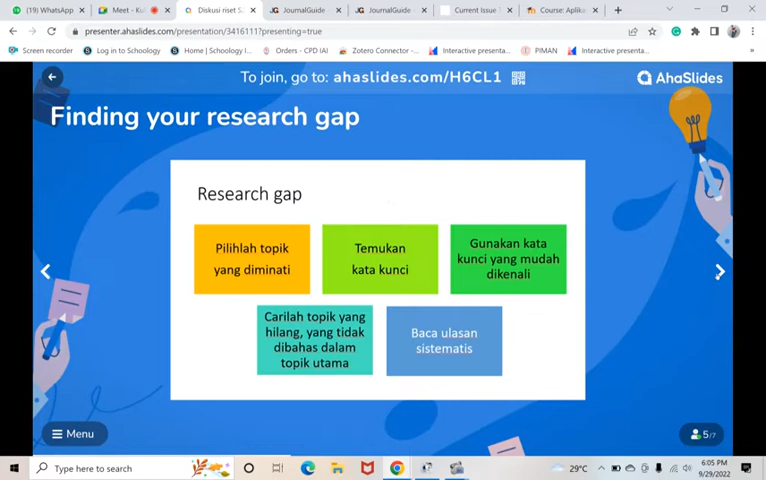 (19) WhatsApp
Meet - Ku
Diskusi riset S
JournalGuide -
JournalGuide -
Current Issue
Course: Aplik
presenter.ahaslides.com/presentation/3416111?presenting=true
Screen recorder
Log in to Schoology
Home | Schoology I...
Orders - CPD IAI
Zotero Connector -...
Interactive presenta...
PIMAN
Interactive presenta...
To join, go to: ahaslides.com/H6CL1
AhaSlides
Finding your research gap
Research gap
Pilihlah topik
yang diminati
Temukan
kata kunci
Gunakan kata
kunci yang mudah
dikenali
Carilah topik yang
hilang, yang tidak
dibahas dalam
topik utama
Baca ulasan
sistematis
Menu
5/7
Type here to search
29°C
6:05 PM
9/29/2022